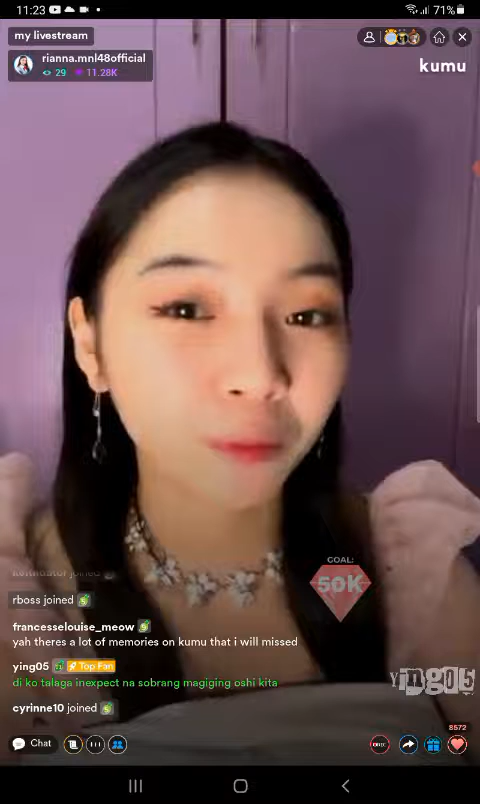 11:23
71%
my livestream
rianna.mnl48official
29 11.28K
kumu
GOAL:
50K
rboss joined
francesselouise_meow
yah theres a lot of memories on kumu that i will missed
ying05 Top Fan
di ko talaga inexpect na sobrang magiging oshi kita
Ying05
cyrinne10 joined
8572
Chat